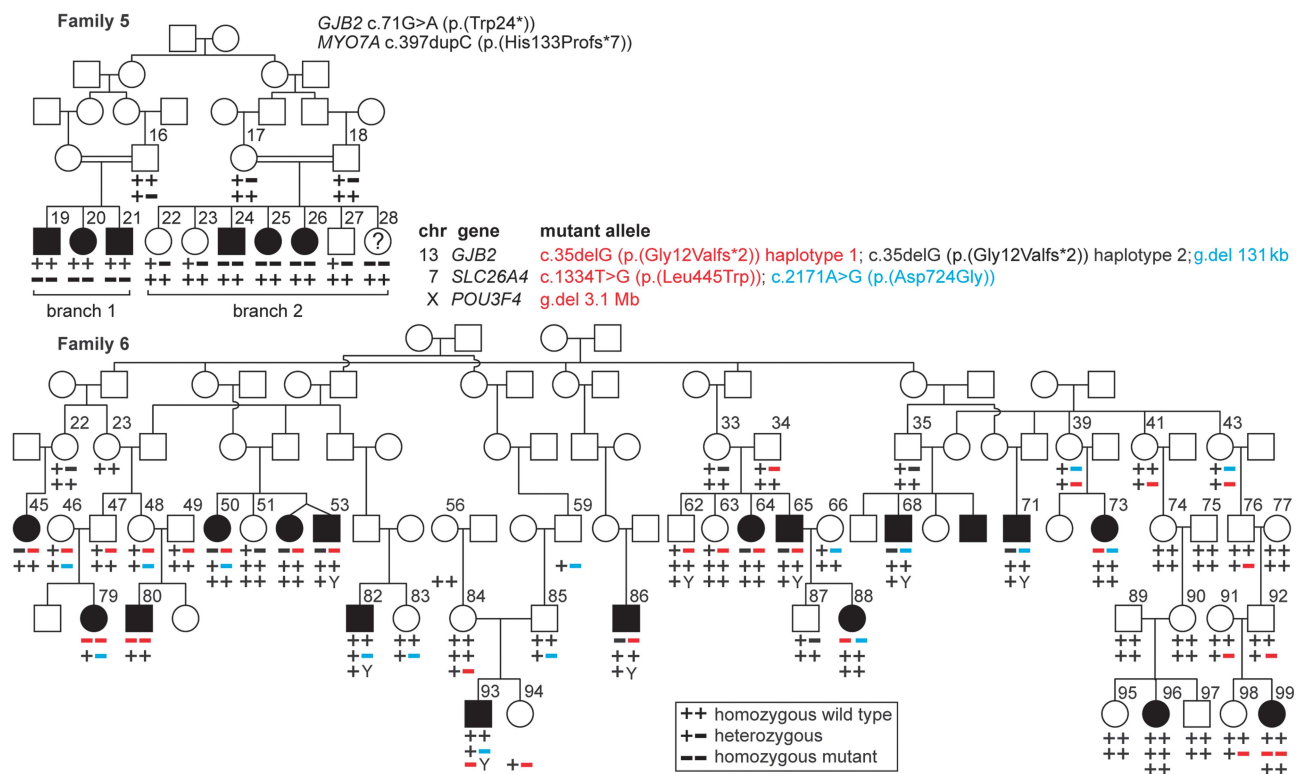 Family 5
GJB2 c.71G>A (p.(Trp24*))
MYO7A c.397dupC (p.(His133Profs*7))
16 17 18
++ +- +-
+- ++ ++
19 20 21 22 23 24 25 26 27 28
?
++ ++ ++ +- +- -- -- -- +- --
-- -- -- ++ ++ ++ ++ ++ ++ ++
branch 1 branch 2
chr gene mutant allele
13 GJB2 c.35delG (p.(Gly12Valfs*2)) haplotype 1; c.35delG (p.(Gly12Valfs*2)) haplotype 2; g.del 131 kb
7 SLC26A4 c.1334T>G (p.(Leu445Trp)); c.2171A>G (p.(Asp724Gly))
X POU3F4 g.del 3.1 Mb
Family 6
22 23 33 34 35 39 41 43
+- ++ +- +- +- +- ++ +-
++ ++ ++ +- +- +-
45 46 47 48 49 50 51 53 56 59 62 63 64 65 66 68 71 73 74 75 76 77
-- +- +- +- +- -- +- -- -- +- +- -- -- +- -- -- -- ++ ++ ++ ++
++ +- +- +- ++ ++ ++ +- ++ ++ ++ ++ ++ ++ ++ ++ ++ ++ +- ++
++ ++ ++ +Y +Y ++ ++ +Y +Y +Y
79 80 82 83 84 85 86 87 88 89 90 91 92
++
-- -- ++ ++ ++ ++ -- +- -- ++ ++ ++ ++
+- ++ +- +- ++ +- ++ ++ ++ ++ +- +-
+Y +- +Y ++
93 94 95 96 97 98 99
++ ++ ++ ++ ++ ++
+- ++ ++ ++ +- --
-Y +- ++ ++
++ homozygous wild type
+- heterozygous
-- homozygous mutant